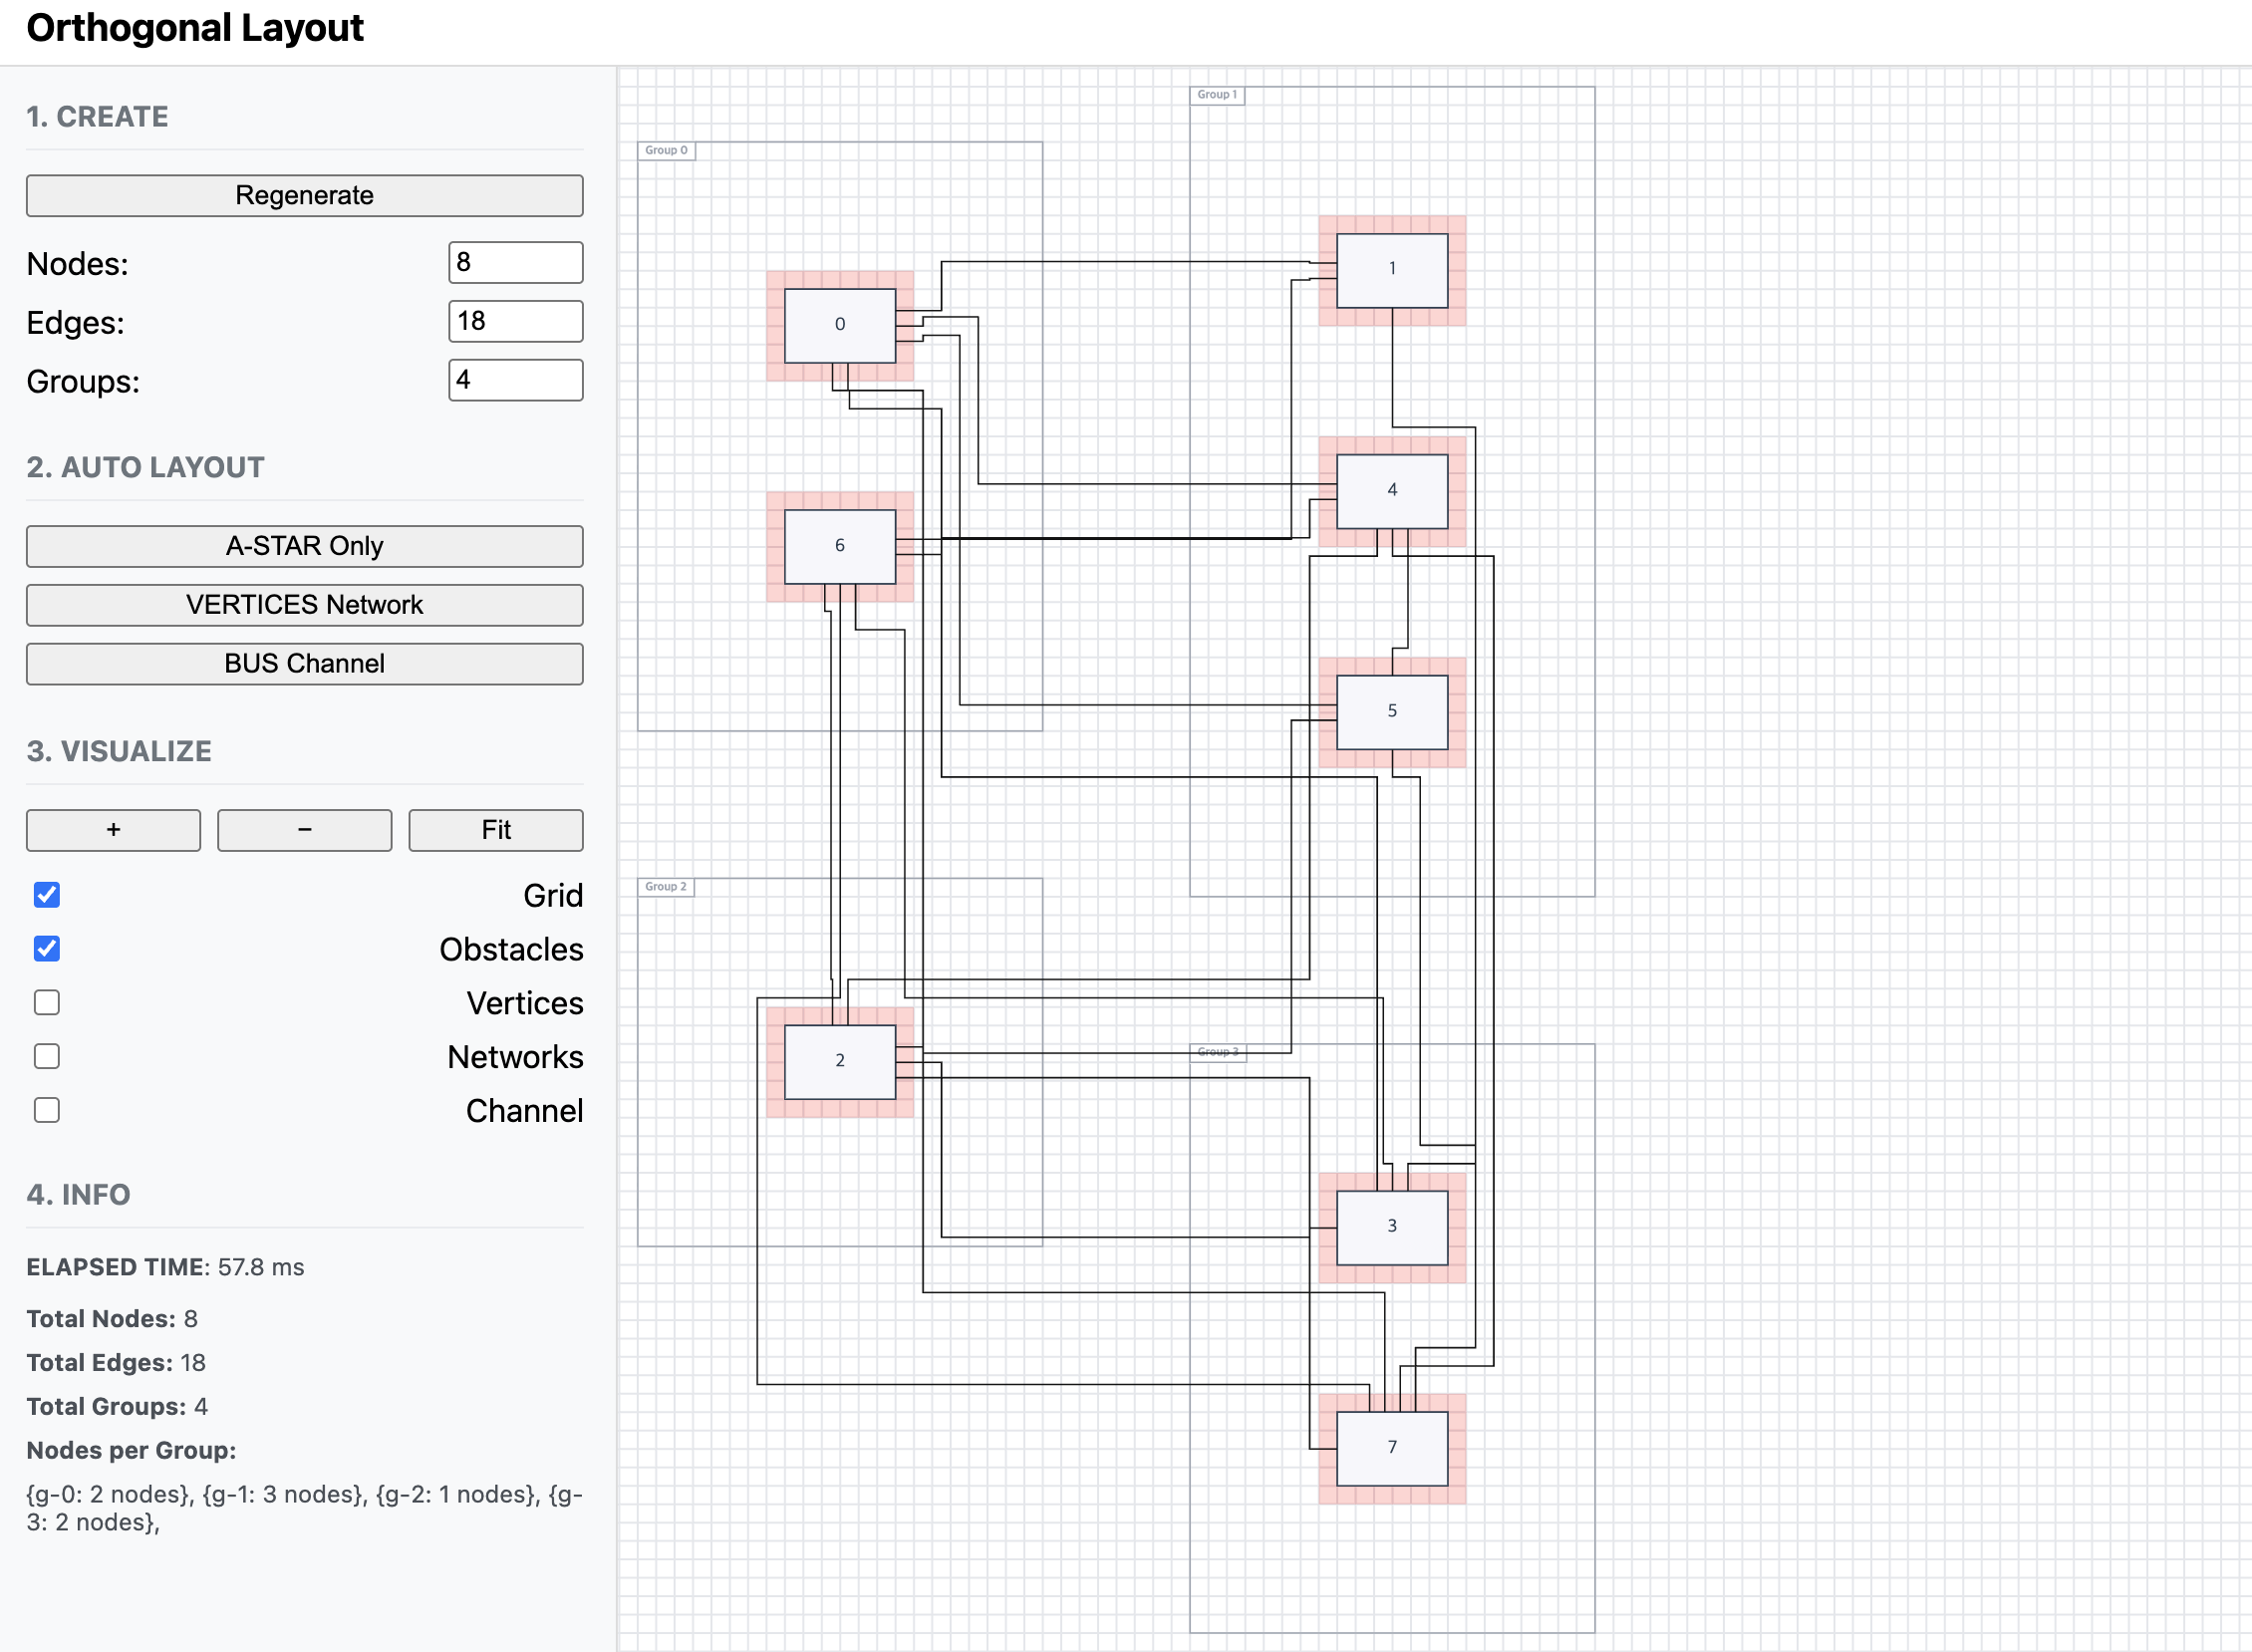 Orthogonal Layout
1. CREATE
Regenerate
Nodes:
8
Edges:
18
Groups:
4
2. AUTO LAYOUT
A-STAR Only
VERTICES Network
BUS Channel
3. VISUALIZE
+
−
Fit
Grid
Obstacles
Vertices
Networks
Channel
4. INFO
ELAPSED TIME: 57.8 ms
Total Nodes: 8
Total Edges: 18
Total Groups: 4
Nodes per Group:
{g-0: 2 nodes}, {g-1: 3 nodes}, {g-2: 1 nodes}, {g-
3: 2 nodes},
Group 1
Group 0
1
0
4
6
5
Group 2
Group 3
2
3
7